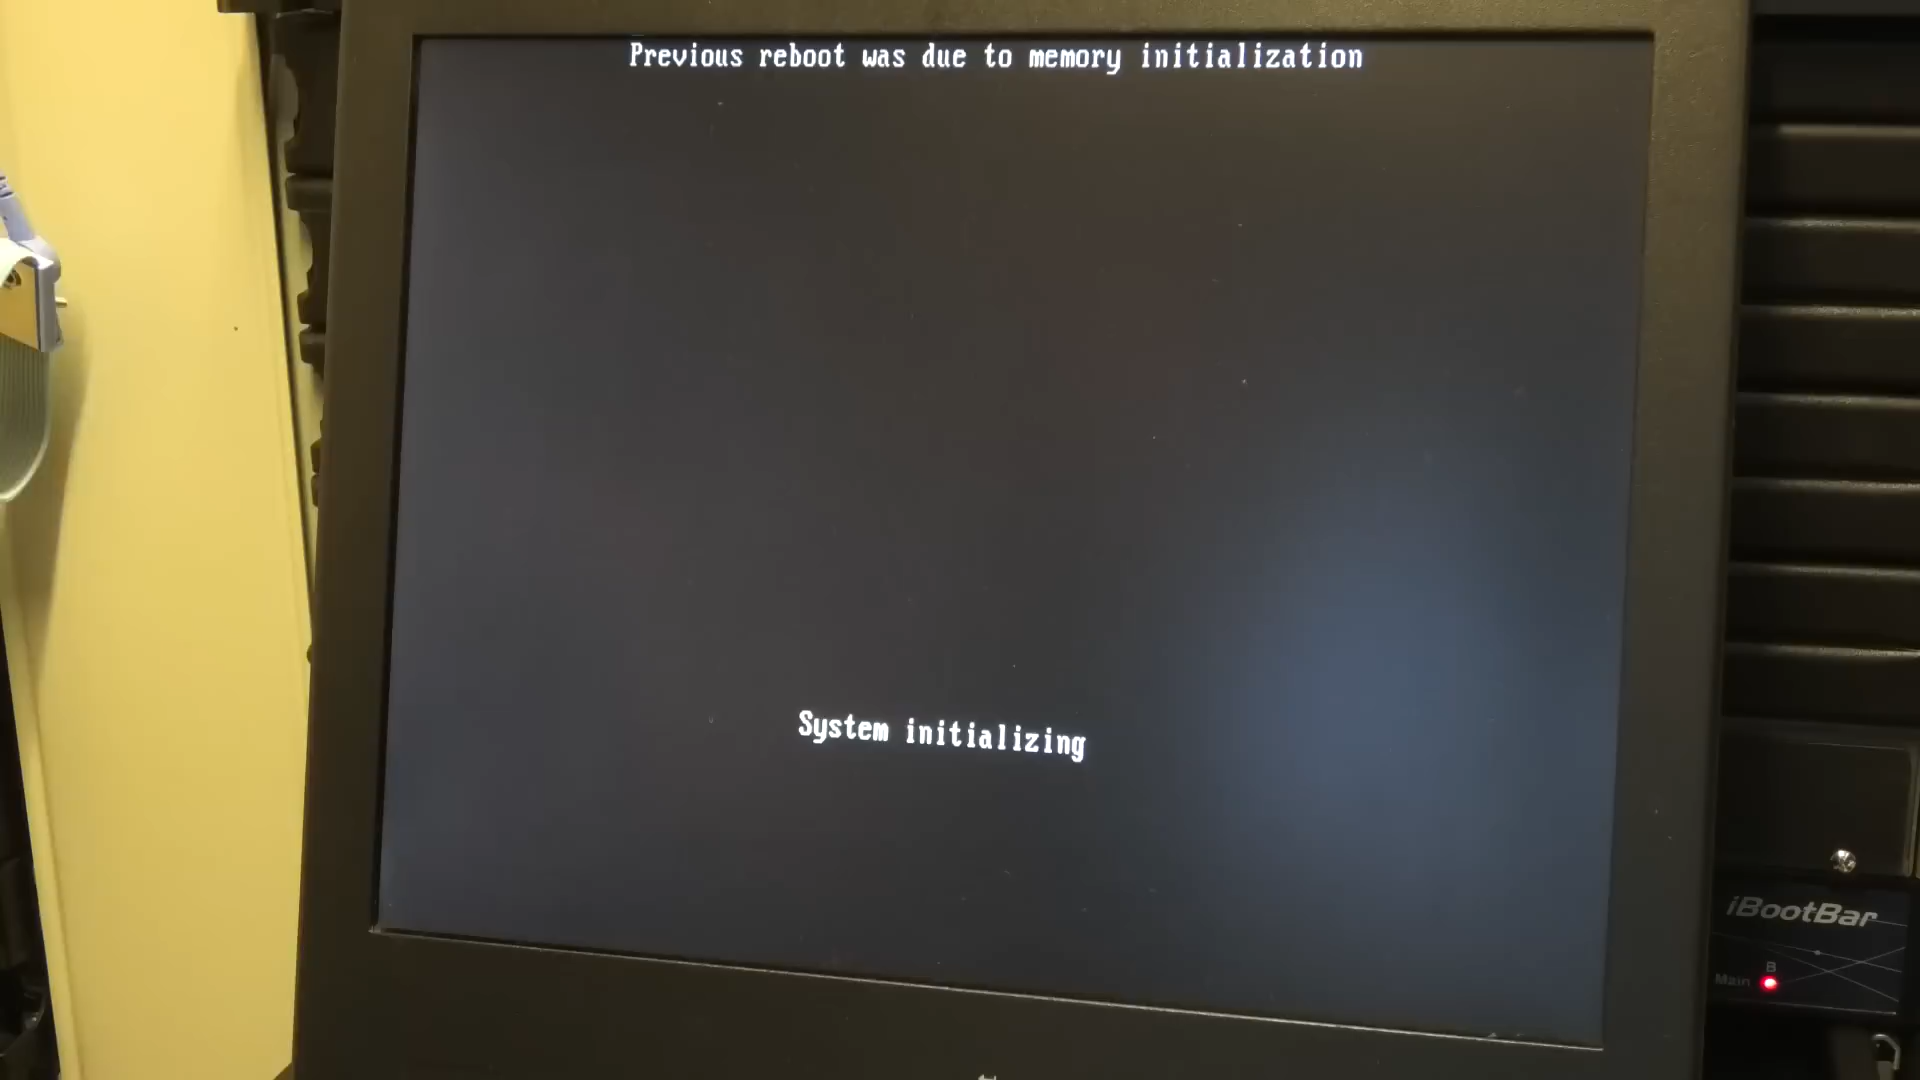 Previous reboot was due to memory initialization
System initializing
iBootBar
B
Main